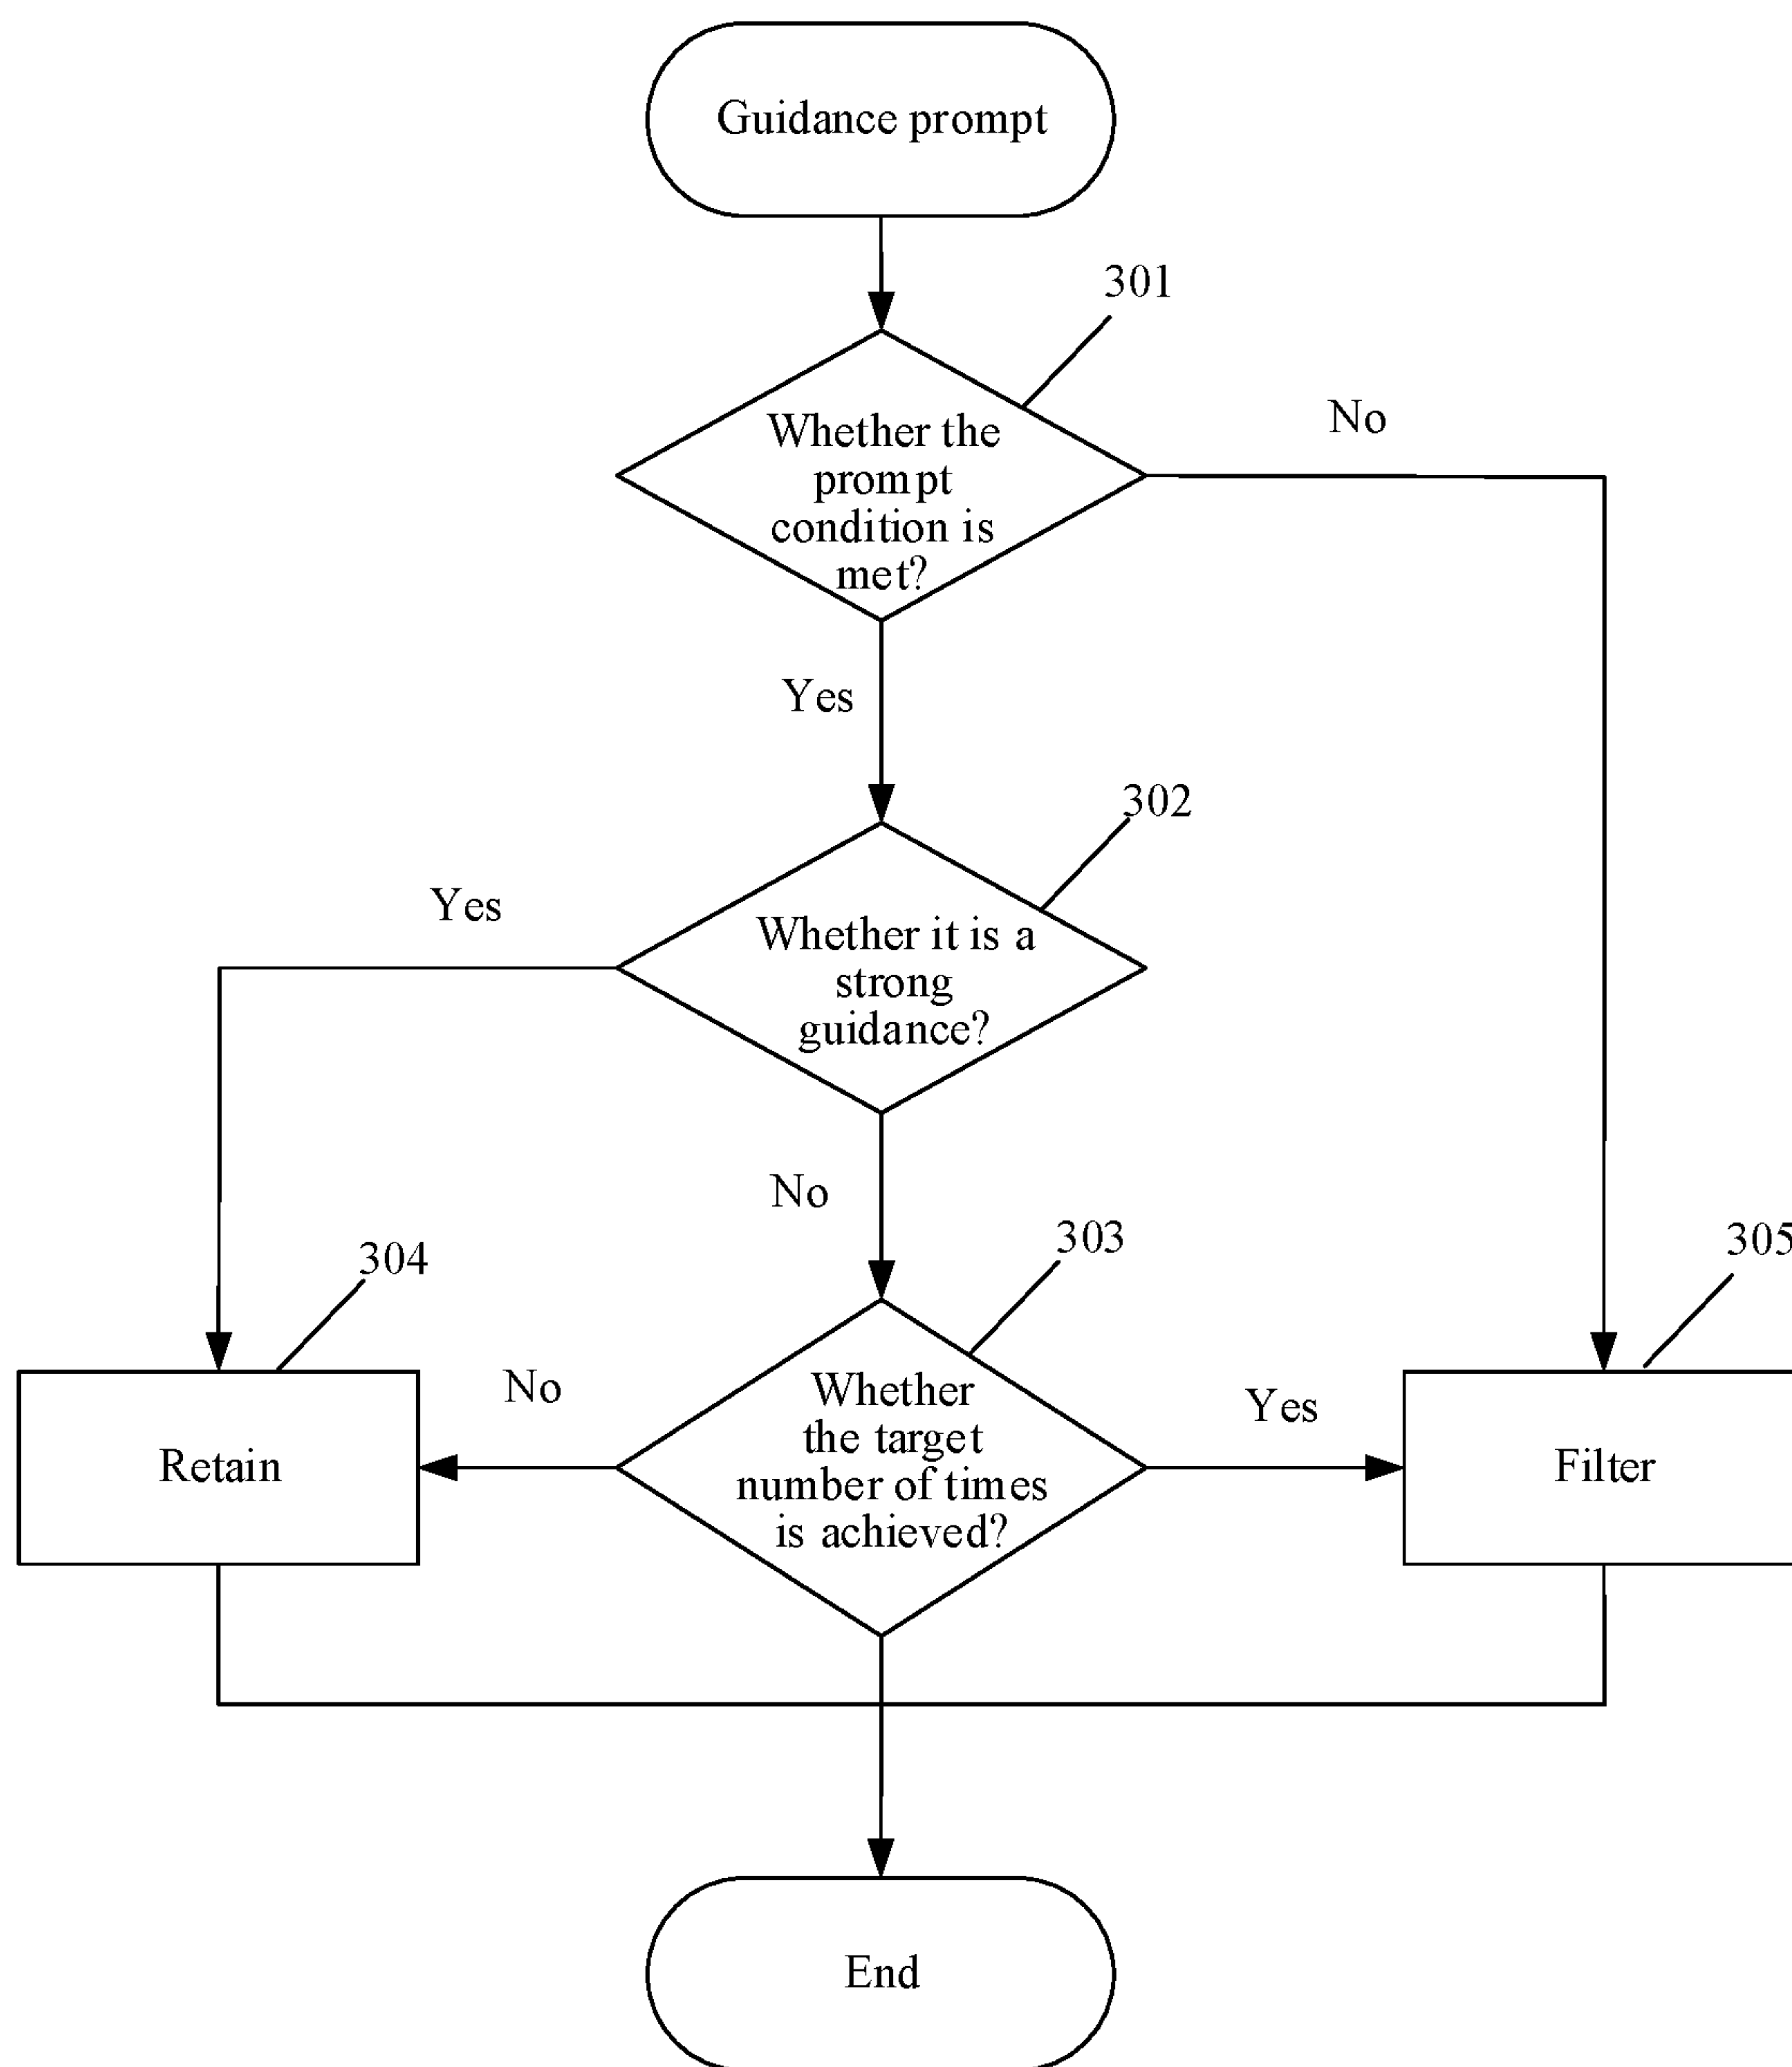 Guidance prompt
301
Whether the
prompt
condition is
met?
No
Yes
302
Whether it is a
strong
guidance?
Yes
No
303
304
305
Whether
the target
number of times
is achieved?
No
Yes
Retain
Filter
End